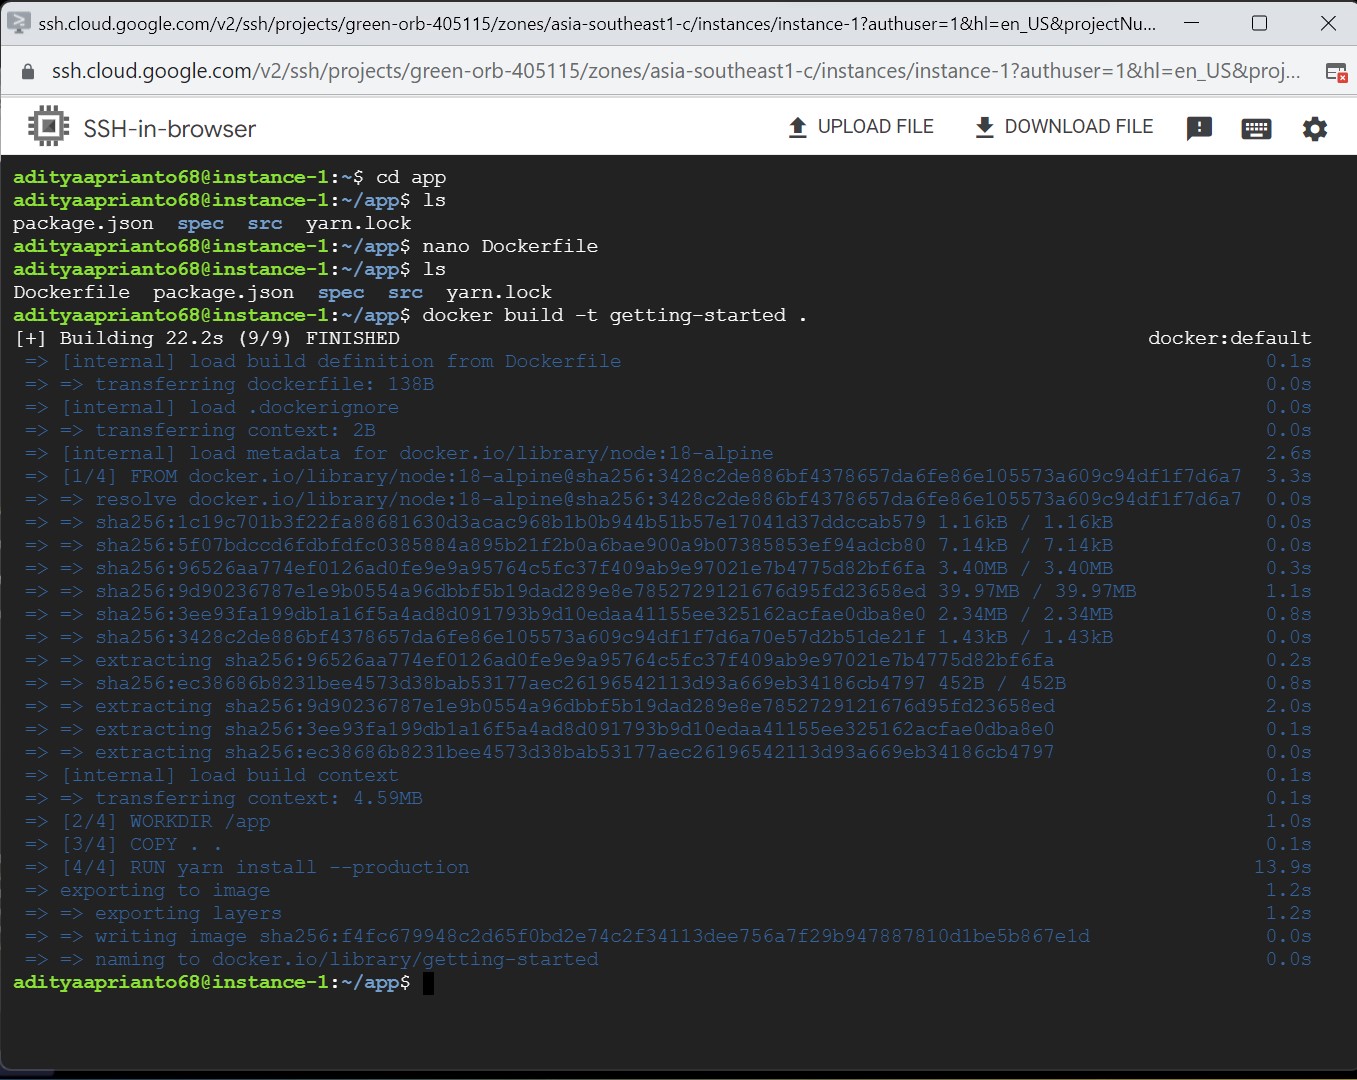 ssh.cloud.google.com/v2/ssh/projects/green-orb-405115/zones/asia-southeast1-c/instances/instance-1?authuser=1&hl=en_US&projectNu...
ssh.cloud.google.com/v2/ssh/projects/green-orb-405115/zones/asia-southeast1-c/instances/instance-1?authuser=1&hl=en_US&proj...
SSH-in-browser UPLOAD FILE DOWNLOAD FILE
adityaaprianto68@instance-1:~$ cd app
adityaaprianto68@instance-1:~/app$ ls
package.json spec src yarn.lock
adityaaprianto68@instance-1:~/app$ nano Dockerfile
adityaaprianto68@instance-1:~/app$ ls
Dockerfile package.json spec src yarn.lock
adityaaprianto68@instance-1:~/app$ docker build -t getting-started .
[+] Building 22.2s (9/9) FINISHED docker:default
=> [internal] load build definition from Dockerfile 0.1s
=> => transferring dockerfile: 138B 0.0s
=> [internal] load .dockerignore 0.0s
=> => transferring context: 2B 0.0s
=> [internal] load metadata for docker.io/library/node:18-alpine 2.6s
=> [1/4] FROM docker.io/library/node:18-alpine@sha256:3428c2de886bf4378657da6fe86e105573a609c94df1f7d6a7 3.3s
=> => resolve docker.io/library/node:18-alpine@sha256:3428c2de886bf4378657da6fe86e105573a609c94df1f7d6a7 0.0s
=> => sha256:1c19c701b3f22fa88681630d3acac968b1b0b944b51b57e17041d37ddccab579 1.16kB / 1.16kB 0.0s
=> => sha256:5f07bdccd6fdbfdfc0385884a895b21f2b0a6bae900a9b07385853ef94adcb80 7.14kB / 7.14kB 0.0s
=> => sha256:96526aa774ef0126ad0fe9e9a95764c5fc37f409ab9e97021e7b4775d82bf6fa 3.40MB / 3.40MB 0.3s
=> => sha256:9d90236787e1e9b0554a96dbbf5b19dad289e8e7852729121676d95fd23658ed 39.97MB / 39.97MB 1.1s
=> => sha256:3ee93fa199db1a16f5a4ad8d091793b9d10edaa41155ee325162acfae0dba8e0 2.34MB / 2.34MB 0.8s
=> => sha256:3428c2de886bf4378657da6fe86e105573a609c94df1f7d6a70e57d2b51de21f 1.43kB / 1.43kB 0.0s
=> => extracting sha256:96526aa774ef0126ad0fe9e9a95764c5fc37f409ab9e97021e7b4775d82bf6fa 0.2s
=> => sha256:ec38686b8231bee4573d38bab53177aec26196542113d93a669eb34186cb4797 452B / 452B 0.8s
=> => extracting sha256:9d90236787e1e9b0554a96dbbf5b19dad289e8e7852729121676d95fd23658ed 2.0s
=> => extracting sha256:3ee93fa199db1a16f5a4ad8d091793b9d10edaa41155ee325162acfae0dba8e0 0.1s
=> => extracting sha256:ec38686b8231bee4573d38bab53177aec26196542113d93a669eb34186cb4797 0.0s
=> [internal] load build context 0.1s
=> => transferring context: 4.59MB 0.1s
=> [2/4] WORKDIR /app 1.0s
=> [3/4] COPY . . 0.1s
=> [4/4] RUN yarn install --production 13.9s
=> exporting to image 1.2s
=> => exporting layers 1.2s
=> => writing image sha256:f4fc679948c2d65f0bd2e74c2f34113dee756a7f29b947887810d1be5b867e1d 0.0s
=> => naming to docker.io/library/getting-started 0.0s
adityaaprianto68@instance-1:~/app$